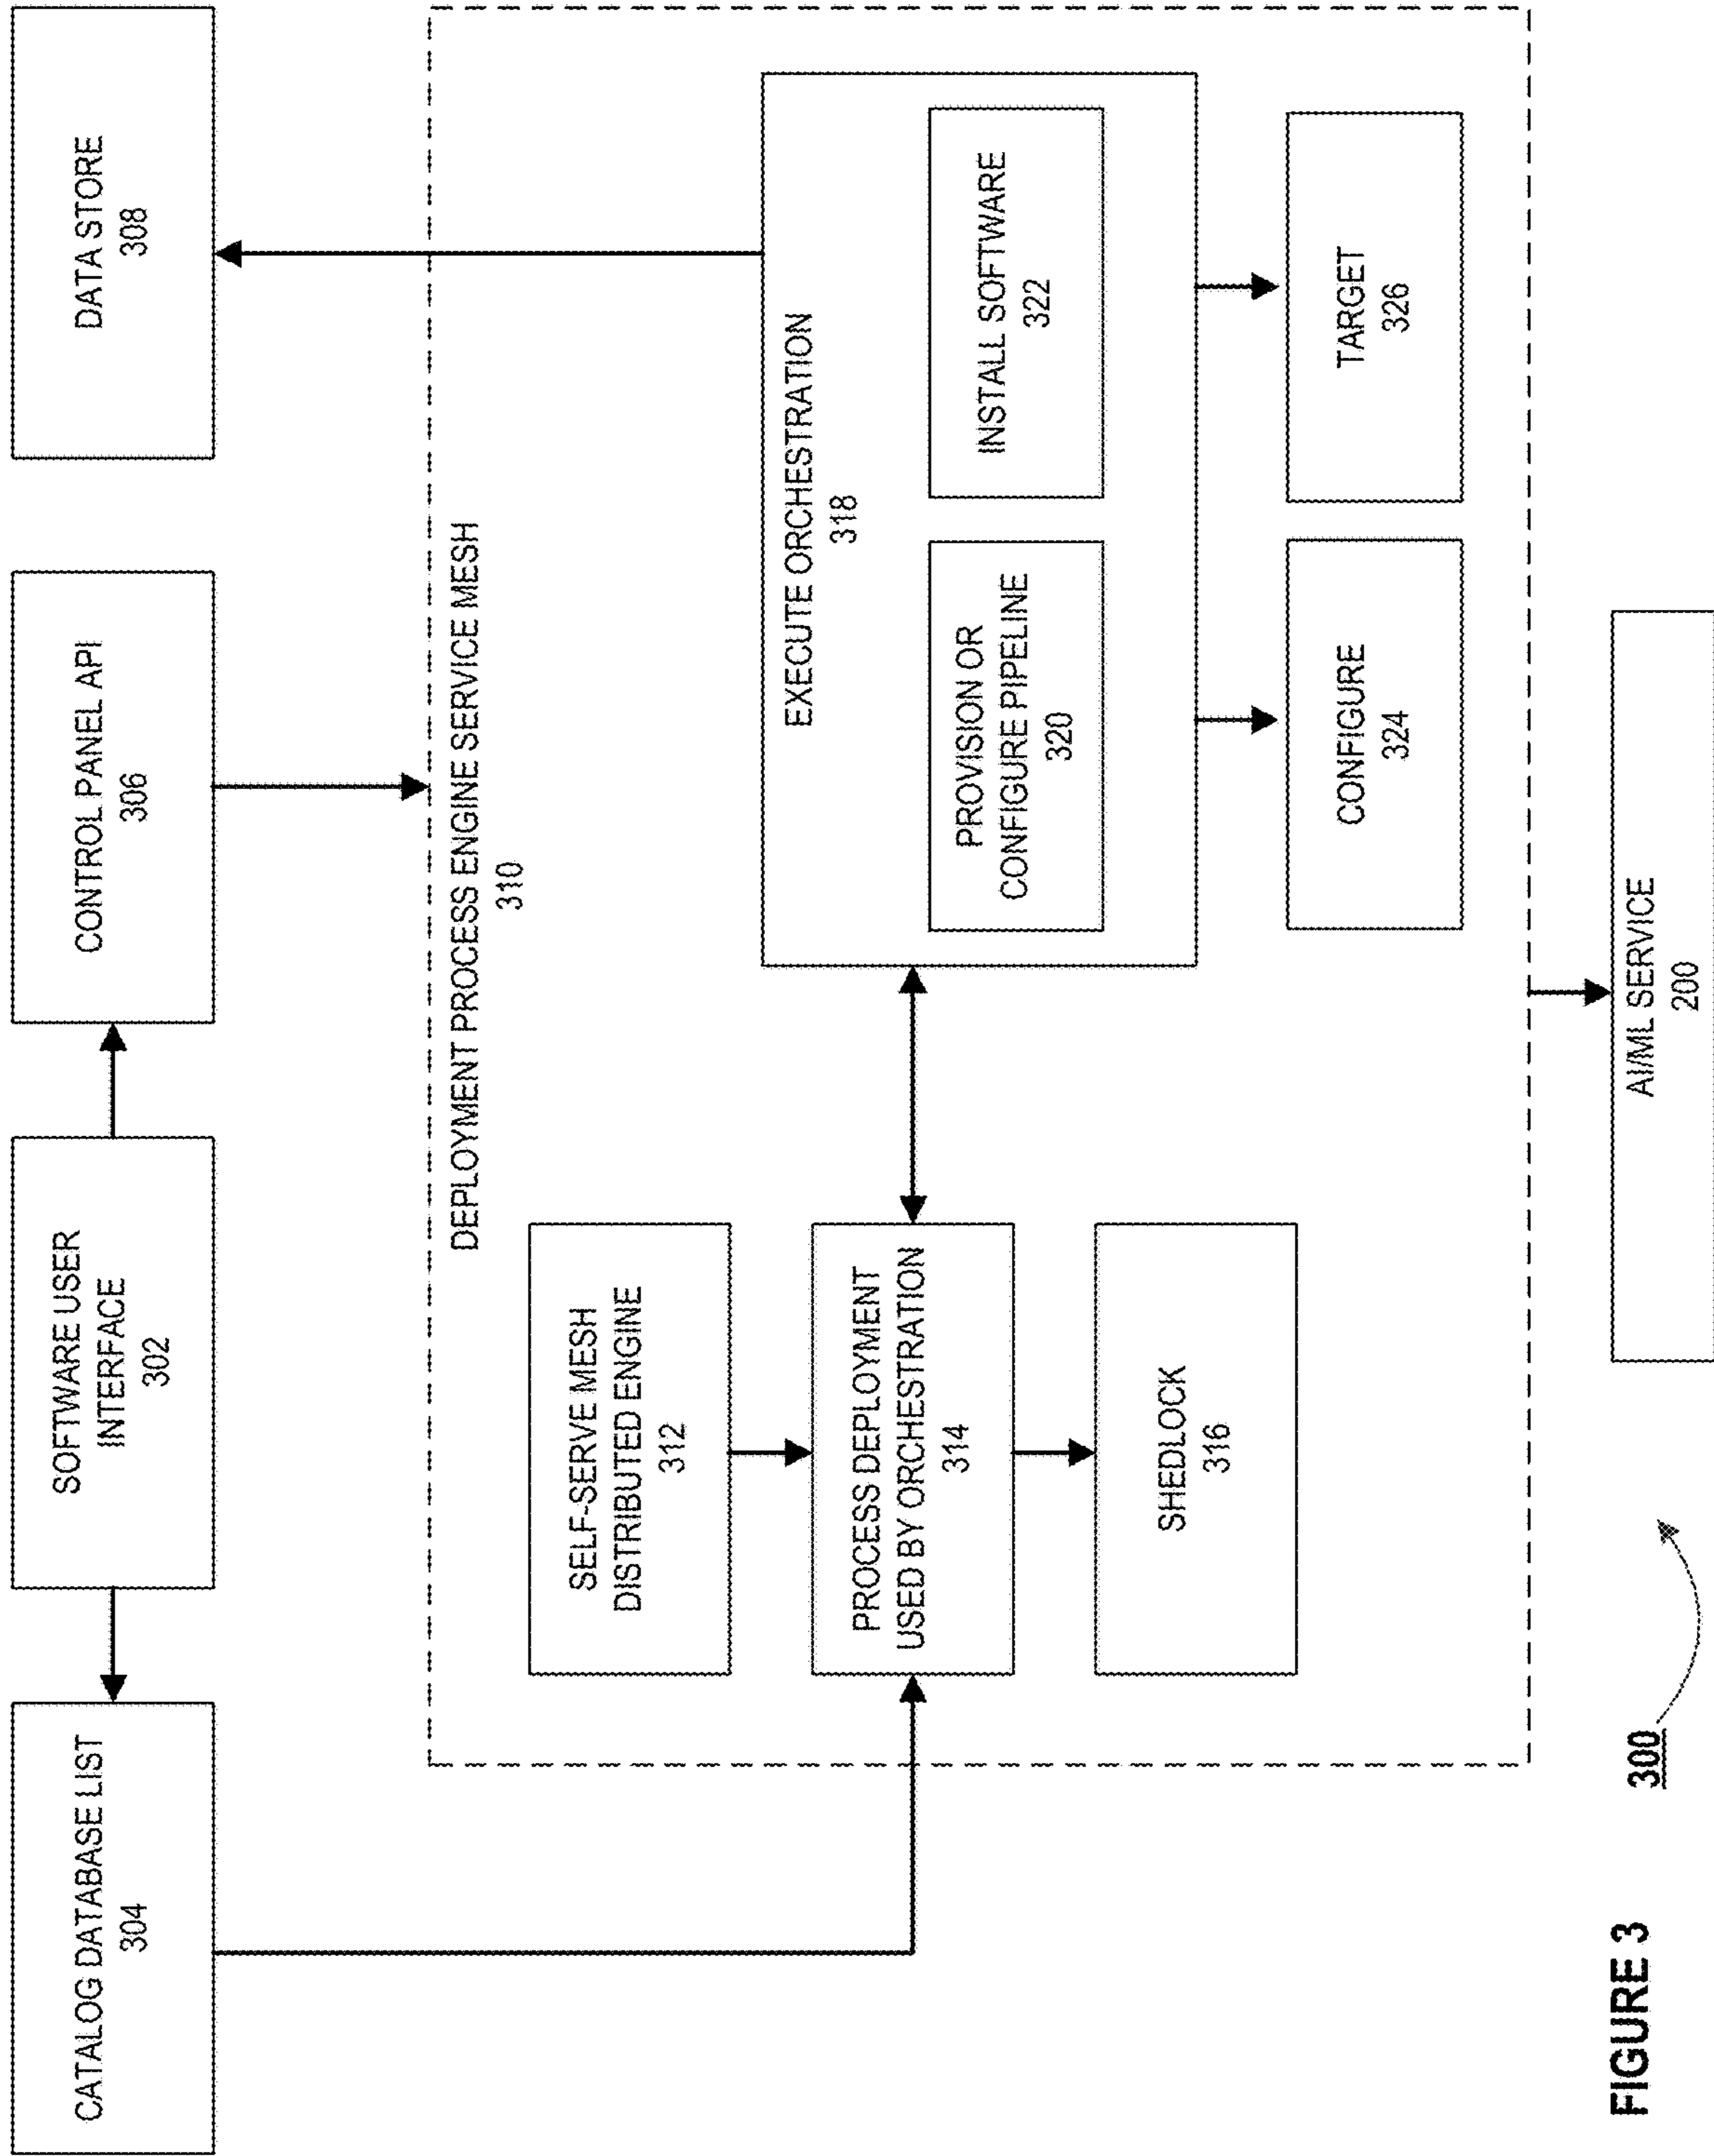 CATALOG DATABASE LIST
304
SOFTWARE USER
INTERFACE
302
CONTROL PANEL API
306
DATA STORE
308
DEPLOYMENT PROCESS ENGINE SERVICE MESH
310
SELF-SERVE MESH
DISTRIBUTED ENGINE
312
PROCESS DEPLOYMENT
USED BY ORCHESTRATION
314
SHEDLOCK
316
EXECUTE ORCHESTRATION
318
PROVISION OR
CONFIGURE PIPELINE
320
INSTALL SOFTWARE
322
CONFIGURE
324
TARGET
326
AI/ML SERVICE
200
300
FIGURE 3